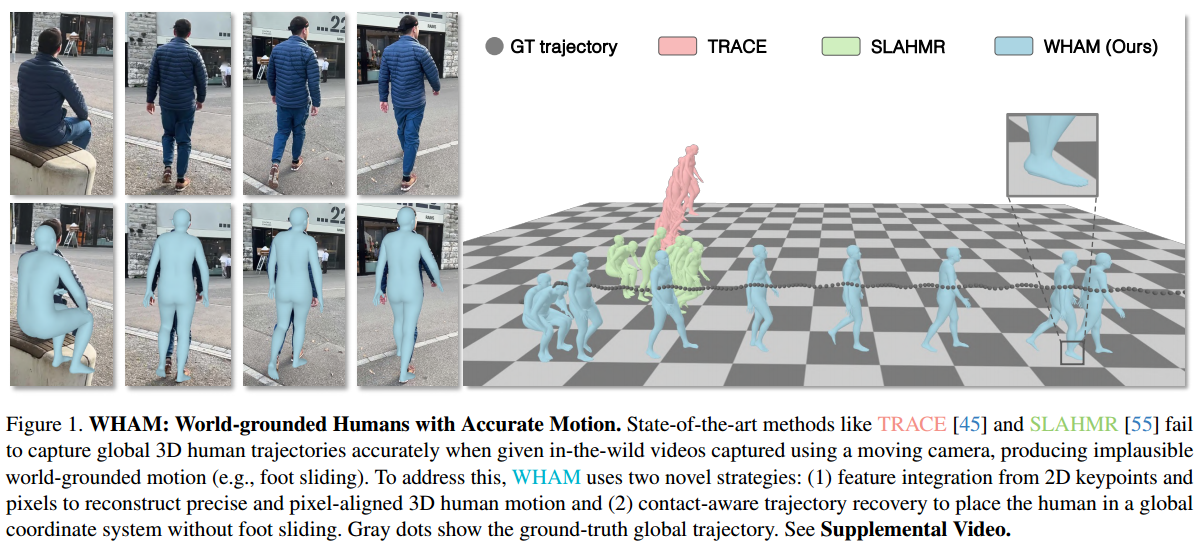 22
22
GT trajectory
TRACE
SLAHMR
WHAM (Ours)
Figure 1. WHAM: World-grounded Humans with Accurate Motion. State-of-the-art methods like TRACE [45] and SLAHMR [55] fail
to capture global 3D human trajectories accurately when given in-the-wild videos captured using a moving camera, producing implausible
world-grounded motion (e.g., foot sliding). To address this, WHAM uses two novel strategies: (1) feature integration from 2D keypoints and
pixels to reconstruct precise and pixel-aligned 3D human motion and (2) contact-aware trajectory recovery to place the human in a global
coordinate system without foot sliding. Gray dots show the ground-truth global trajectory. See Supplemental Video.